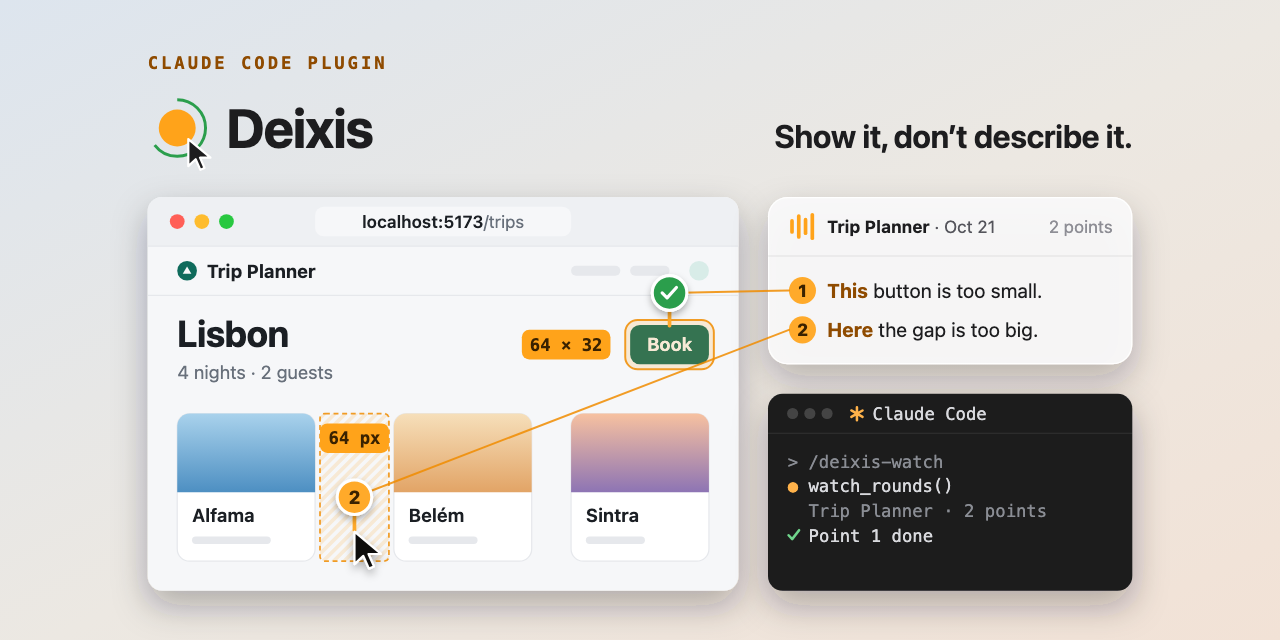 CLAUDE CODE PLUGIN
Deixis
Show it, don’t describe it.
localhost:5173/trips
Trip Planner
Lisbon
4 nights · 2 guests
64 × 32
Book
64 px
2
Alfama
Belém
Sintra
Trip Planner · Oct 21
2 points
1 This button is too small.
2 Here the gap is too big.
Claude Code
> /deixis-watch
watch_rounds()
Trip Planner · 2 points
Point 1 done